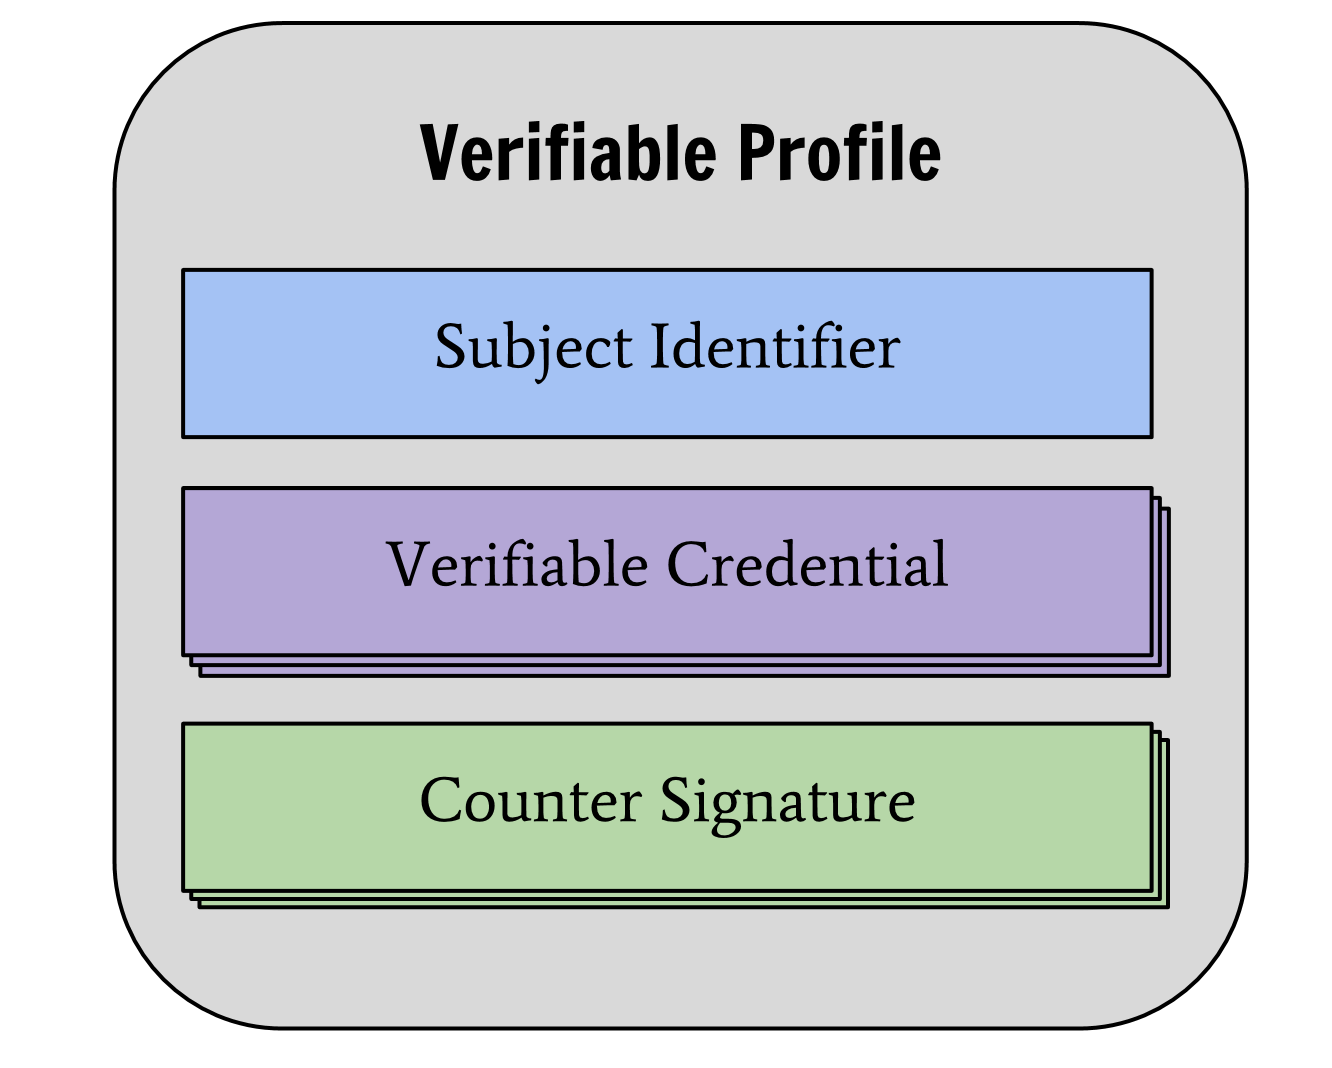 Verifiable Profile
Subject Identifier
Verifiable Credential
Counter Signature